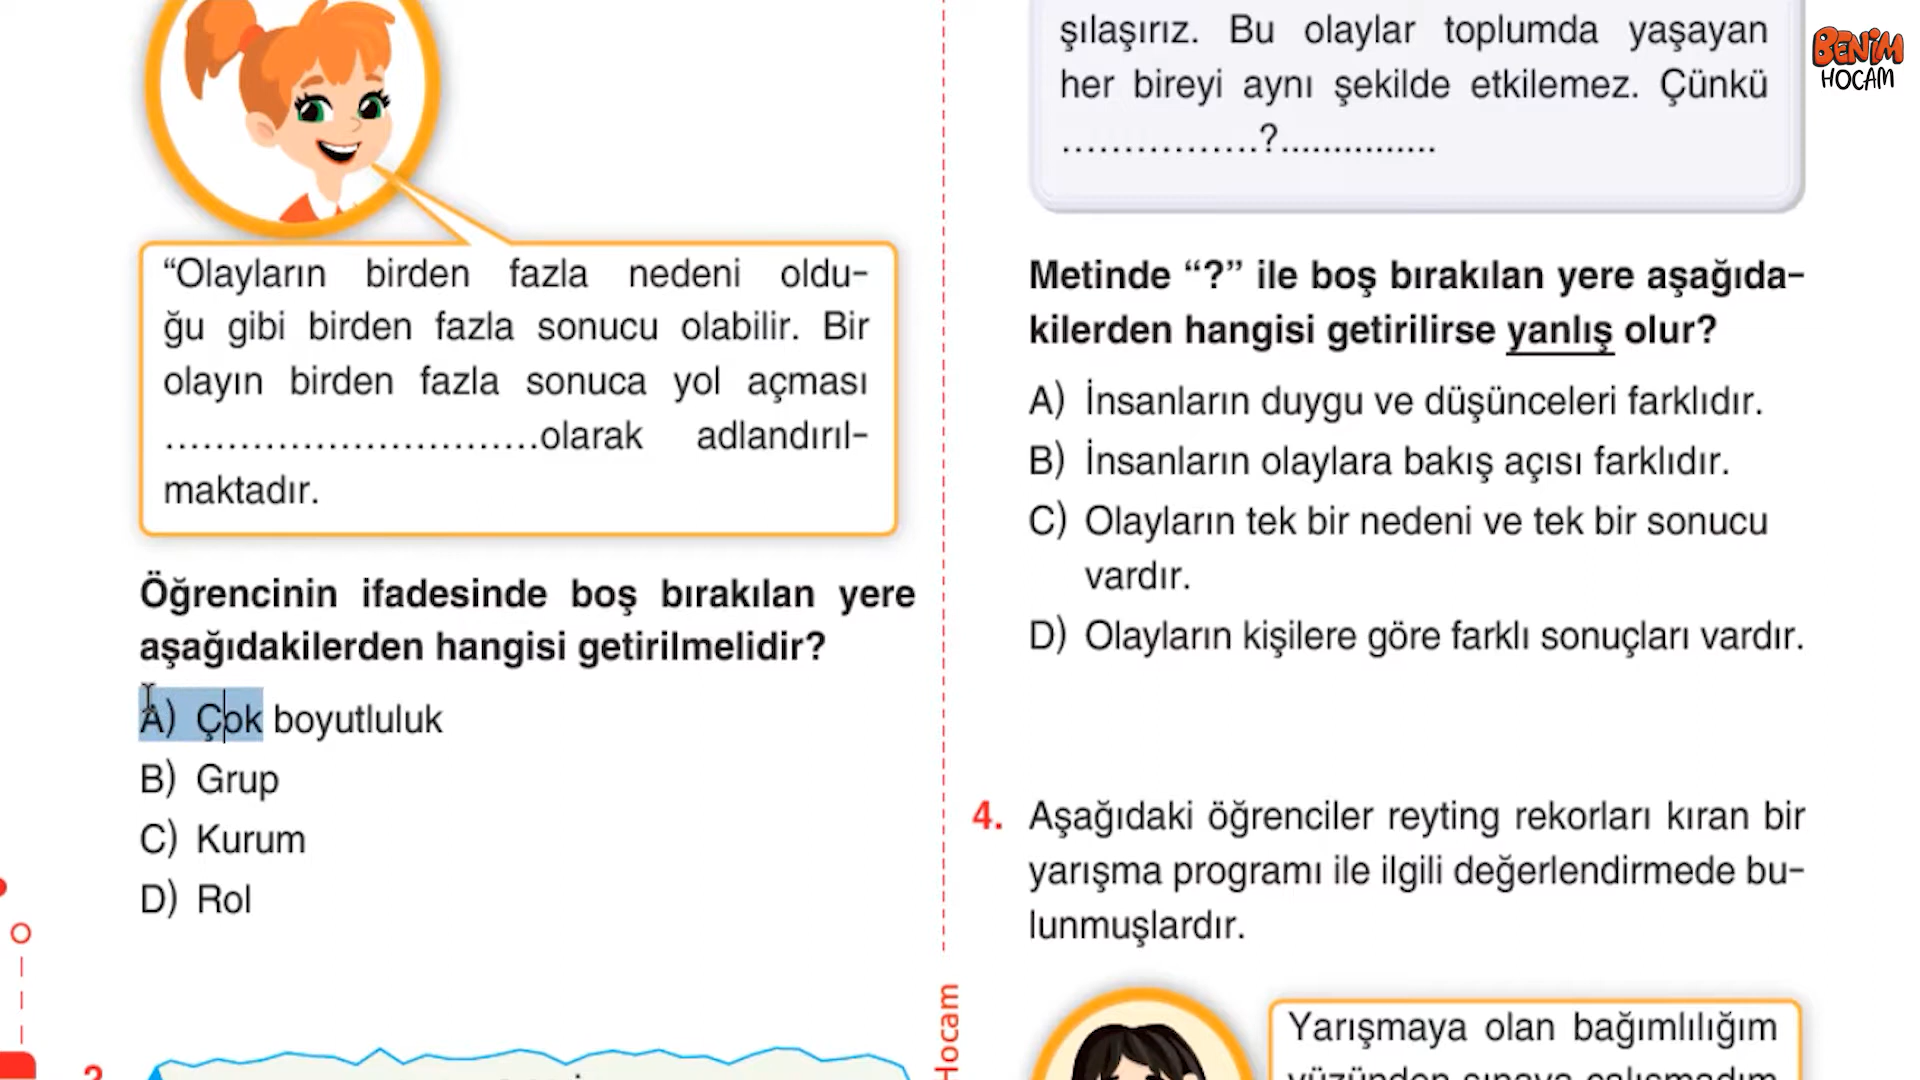 “Olayların birden fazla nedeni oldu-
ğu gibi birden fazla sonucu olabilir. Bir
olayın birden fazla sonuca yol açması
..............................olarak adlandırıl-
maktadır.
Öğrencinin ifadesinde boş bırakılan yere
aşağıdakilerden hangisi getirilmelidir?
A) Çok boyutluluk
B) Grup
C) Kurum
D) Rol
şılaşırız. Bu olaylar toplumda yaşayan
her bireyi aynı şekilde etkilemez. Çünkü
................?...............
Metinde “?” ile boş bırakılan yere aşağıda-
kilerden hangisi getirilirse yanlış olur?
A) İnsanların duygu ve düşünceleri farklıdır.
B) İnsanların olaylara bakış açısı farklıdır.
C) Olayların tek bir nedeni ve tek bir sonucu
vardır.
D) Olayların kişilere göre farklı sonuçları vardır.
4. Aşağıdaki öğrenciler reyting rekorları kıran bir
yarışma programı ile ilgili değerlendirmede bu-
lunmuşlardır.
Yarışmaya olan bağımlılığım
Hocam
BENİM
HOCAM